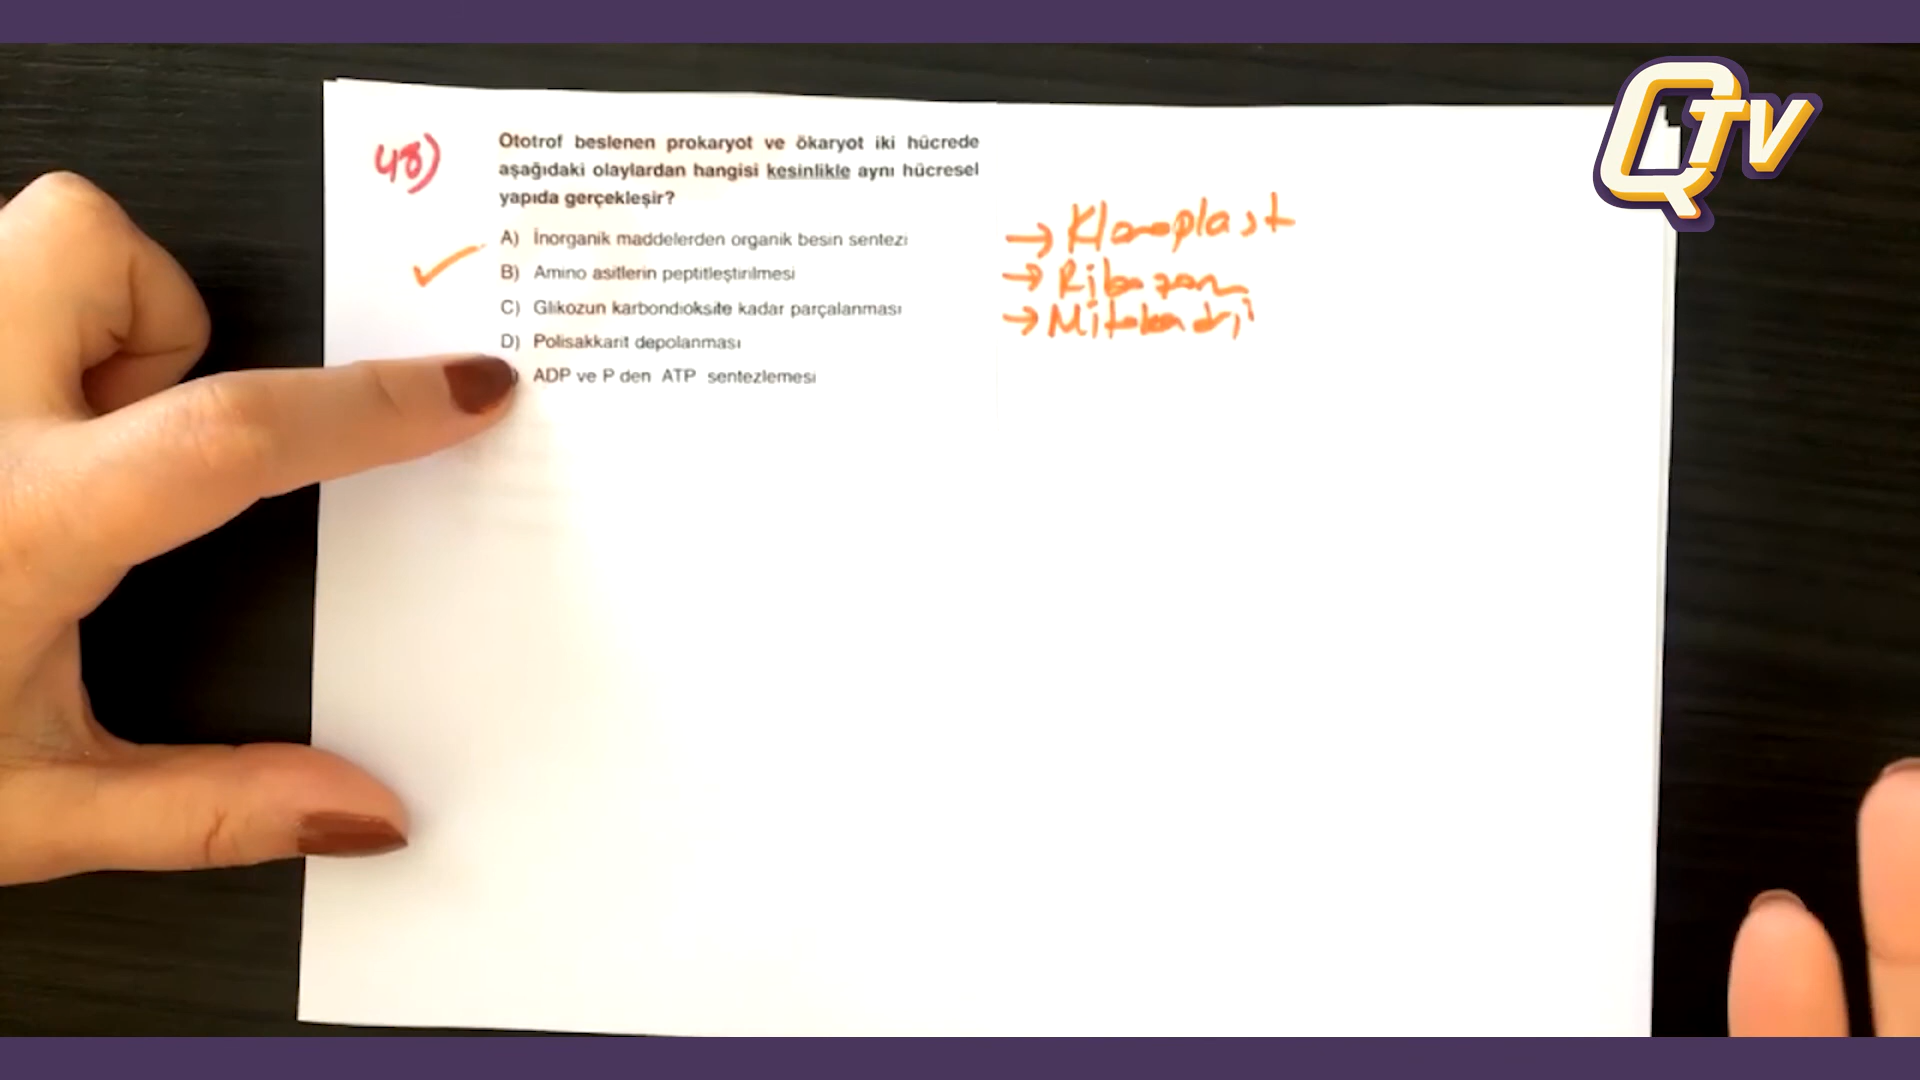 QTV
48)
Ototrof beslenen prokaryot ve ökaryot iki hücrede
aşağıdaki olaylardan hangisi kesinlikle aynı hücresel
yapıda gerçekleşir?
A) İnorganik maddelerden organik besin sentezi
B) Amino asitlerin peptitleştirilmesi
C) Glikozun karbondioksite kadar parçalanması
D) Polisakkarit depolanması
ADP ve P den ATP sentezlemesi
→ Kloroplast
→ Ribozom
→ Mitokondri